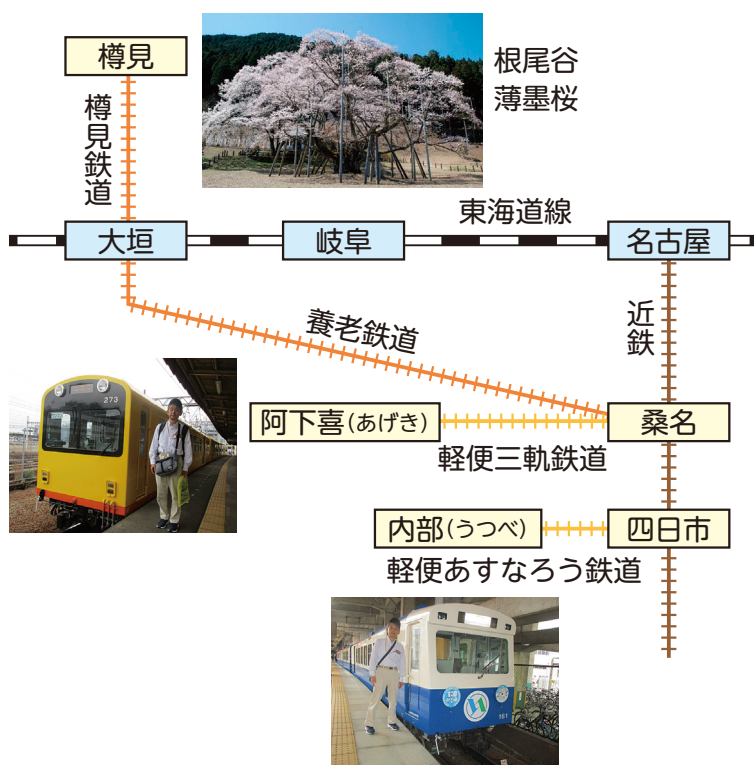 樽見
根尾谷
薄墨桜
樽見鉄道
東海道線
大垣
岐阜
名古屋
養老鉄道
近鉄
273
阿下喜(あげき)
桑名
軽便三軌鉄道
内部(うつべ)
四日市
軽便あすなろう鉄道
161